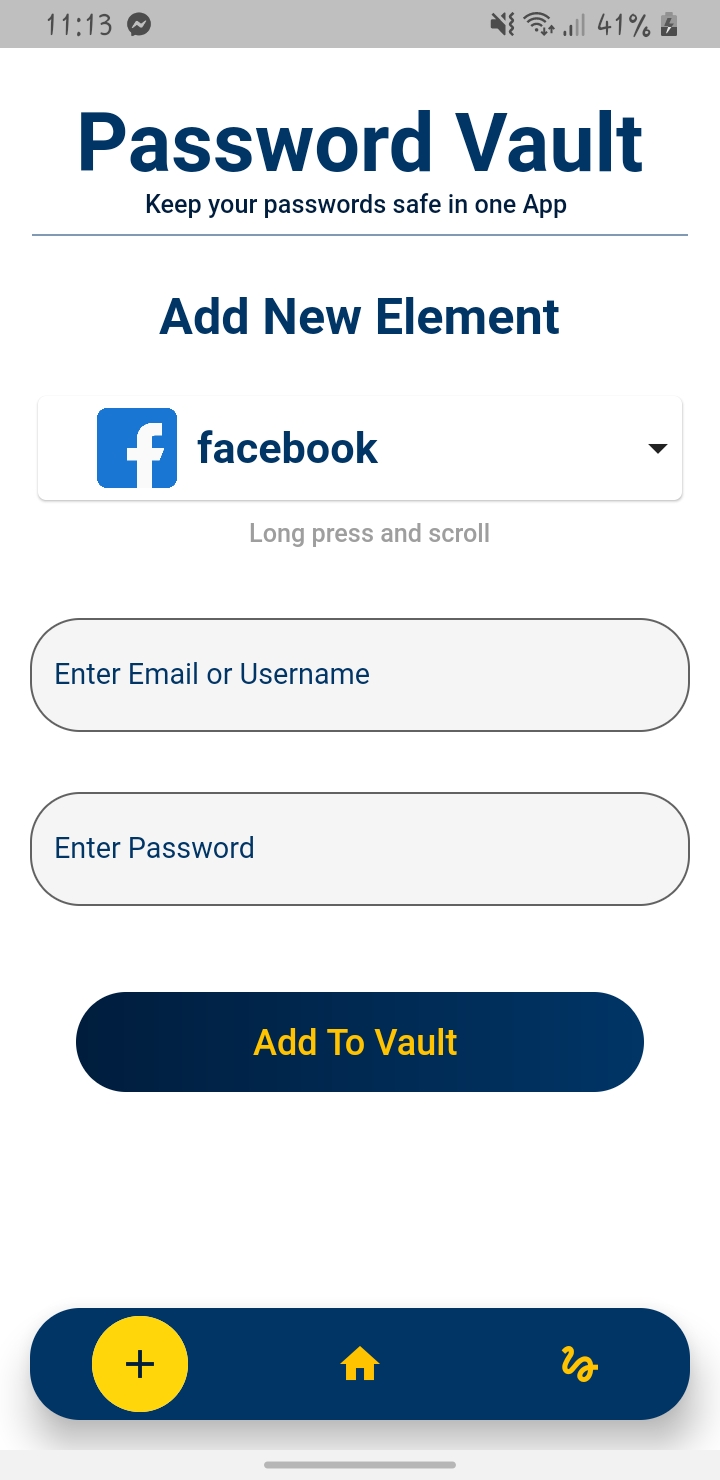 11:13
41%
Password Vault
Keep your passwords safe in one App
Add New Element
facebook
Long press and scroll
Enter Email or Username
Enter Password
Add To Vault